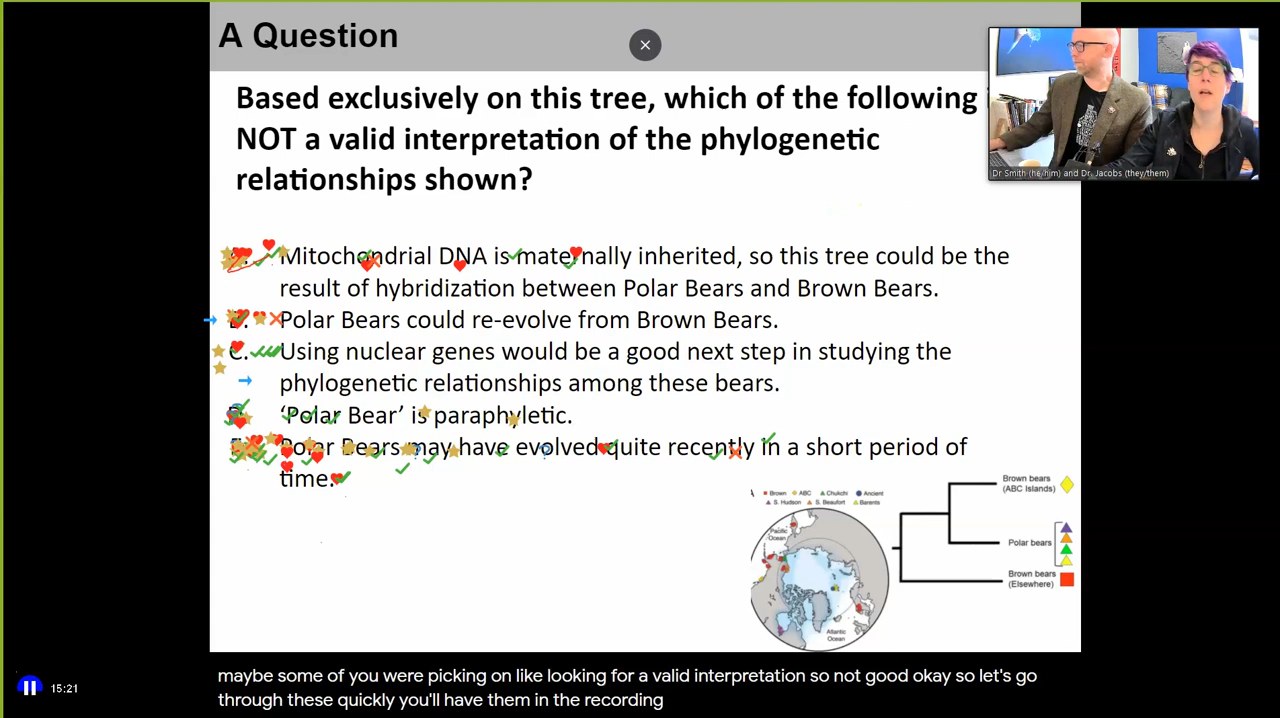 A Question
Based exclusively on this tree, which of the following
NOT a valid interpretation of the phylogenetic
relationships shown?
Dr Smith (he/him) and Dr. Jacobs (they/them)
Mitochondrial DNA is maternally inherited, so this tree could be the
result of hybridization between Polar Bears and Brown Bears.
Polar Bears could re-evolve from Brown Bears.
C. Using nuclear genes would be a good next step in studying the
phylogenetic relationships among these bears.
D. ‘Polar Bear’ is paraphyletic.
Polar Bears may have evolved quite recently in a short period of
time.
Brown ABC Chukchi Ancient
S. Hudson S. Beaufort Barents
Pacific
Ocean
Atlantic
Ocean
Brown bears
(ABC Islands)
Polar bears
Brown bears
(Elsewhere)
15:21
maybe some of you were picking on like looking for a valid interpretation so not good okay so let's go
through these quickly you'll have them in the recording